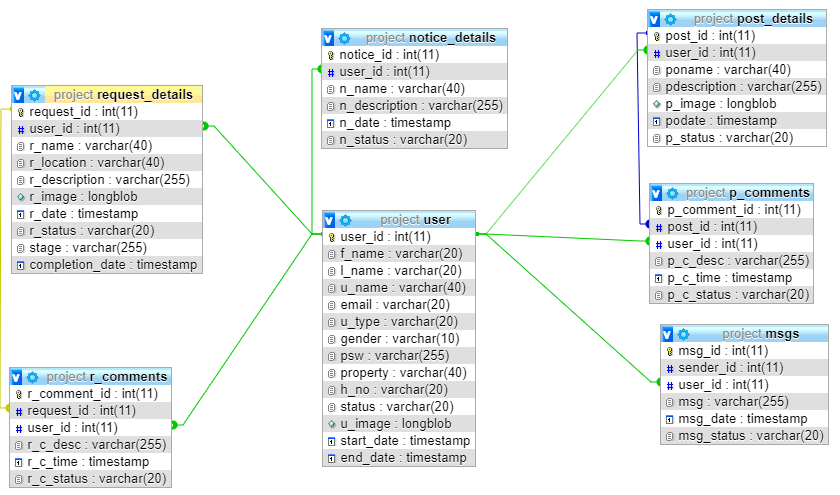 project request_details
request_id : int(11)
user_id : int(11)
r_name : varchar(40)
r_location : varchar(40)
r_description : varchar(255)
r_image : longblob
r_date : timestamp
r_status : varchar(20)
stage : varchar(255)
completion_date : timestamp
project r_comments
r_comment_id : int(11)
request_id : int(11)
user_id : int(11)
r_c_desc : varchar(255)
r_c_time : timestamp
r_c_status : varchar(20)
project notice_details
notice_id : int(11)
user_id : int(11)
n_name : varchar(40)
n_description : varchar(255)
n_date : timestamp
n_status : varchar(20)
project user
user_id : int(11)
f_name : varchar(20)
l_name : varchar(20)
u_name : varchar(40)
email : varchar(20)
u_type : varchar(20)
gender : varchar(10)
psw : varchar(255)
property : varchar(40)
h_no : varchar(20)
status : varchar(20)
u_image : longblob
start_date : timestamp
end_date : timestamp
project post_details
post_id : int(11)
user_id : int(11)
poname : varchar(40)
pdescription : varchar(255)
p_image : longblob
podate : timestamp
p_status : varchar(20)
project p_comments
p_comment_id : int(11)
post_id : int(11)
user_id : int(11)
p_c_desc : varchar(255)
p_c_time : timestamp
p_c_status : varchar(20)
project msgs
msg_id : int(11)
sender_id : int(11)
user_id : int(11)
msg : varchar(255)
msg_date : timestamp
msg_status : varchar(20)